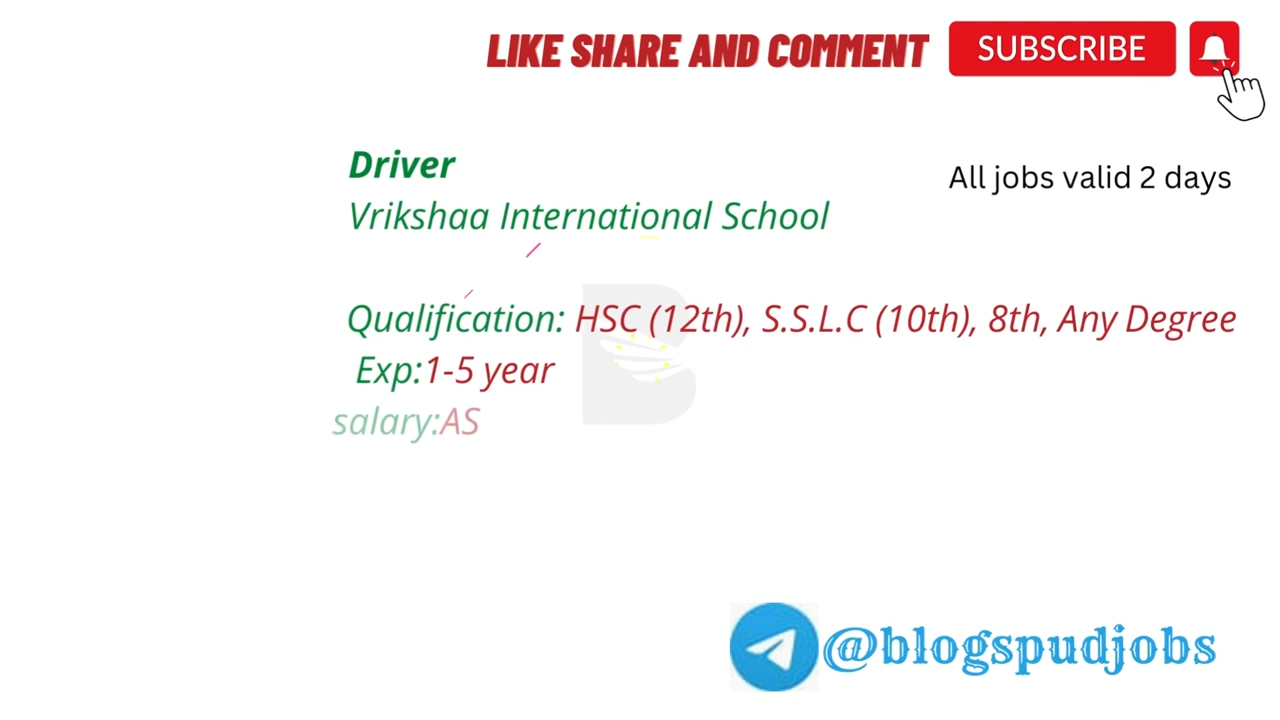 LIKE SHARE AND COMMENT
SUBSCRIBE
Driver
All jobs valid 2 days
Vrikshaa International School
Qualification: HSC (12th), S.S.L.C (10th), 8th, Any Degree
Exp:1-5 year
salary:AS
B
@blogspudjobs